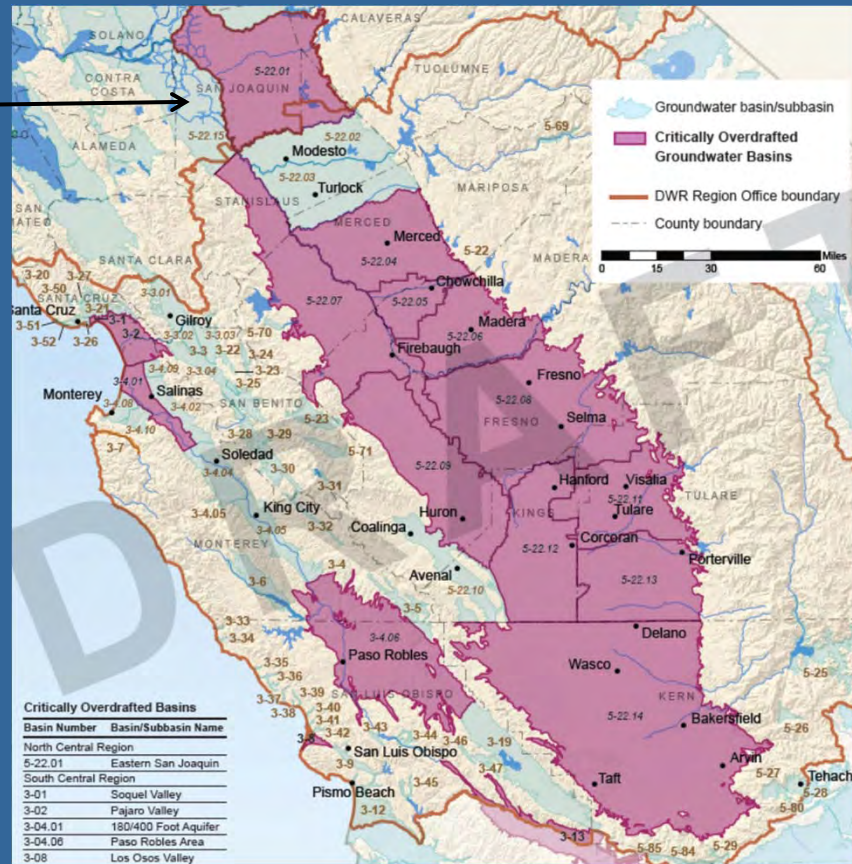 SOLANO
CALAVERAS
CONTRA
COSTA
5-22.01
SAN JOAQUIN
TUOLUMNE
5-22.15
5-22.02
5-69
ALAMEDA
Modesto
5-22.03
Turlock
STANISLAUS
MARIPOSA
SAN
MATEO
MERCED
Merced
5-22.04
5-22
SANTA CLARA
MADERA
3-20
3-27
3-50
SANTA CRUZ
3-21
Santa Cruz
3-1
3-2
3-51
3-52
3-26
3-3.01
Gilroy
3-3.02
3-3.03
5-70
3-3
3-22
3-24
3-3.04
3-23
3-25
Chowchilla
5-22.05
5-22.07
Madera
5-22.06
Firebaugh
Fresno
5-22.08
FRESNO
Selma
3-4.01
3-4.09
Salinas
Monterey
3-4.08
3-4.02
3-4.10
SAN BENITO
5-23
3-7
3-28
3-29
5-71
Soledad
3-4.04
3-30
3-31
5-22.09
Hanford
Visalia
5-22.11
TULARE
Huron
KINGS
Tulare
King City
3-4.05
3-4.05
3-32
Coalinga
MONTEREY
Corcoran
5-22.12
Porterville
Avenal
5-22.10
5-22.13
3-4
3-6
3-5
3-33
3-34
3-4.06
Delano
Paso Robles
Wasco
3-35
3-36
5-25
SAN LUIS OBISPO
KERN
3-37
3-38
3-39
3-40
3-41
3-42
3-43
3-44
3-46
3-19
5-22.14
Bakersfield
5-26
3-8
San Luis Obispo
3-9
3-47
Arvin
5-27
Tehach
Pismo Beach
3-45
Taft
5-28
5-80
3-12
3-13
5-85
5-84
5-29
DRAFT
Groundwater basin/subbasin
Critically Overdrafted
Groundwater Basins
DWR Region Office boundary
County boundary
Miles
0 7.5 15 30 45 60
Critically Overdrafted Basins
Basin Number Basin/Subbasin Name
North Central Region
5-22.01 Eastern San Joaquin
South Central Region
3-01 Soquel Valley
3-02 Pajaro Valley
3-04.01 180/400 Foot Aquifer
3-04.06 Paso Robles Area
3-08 Los Osos Valley